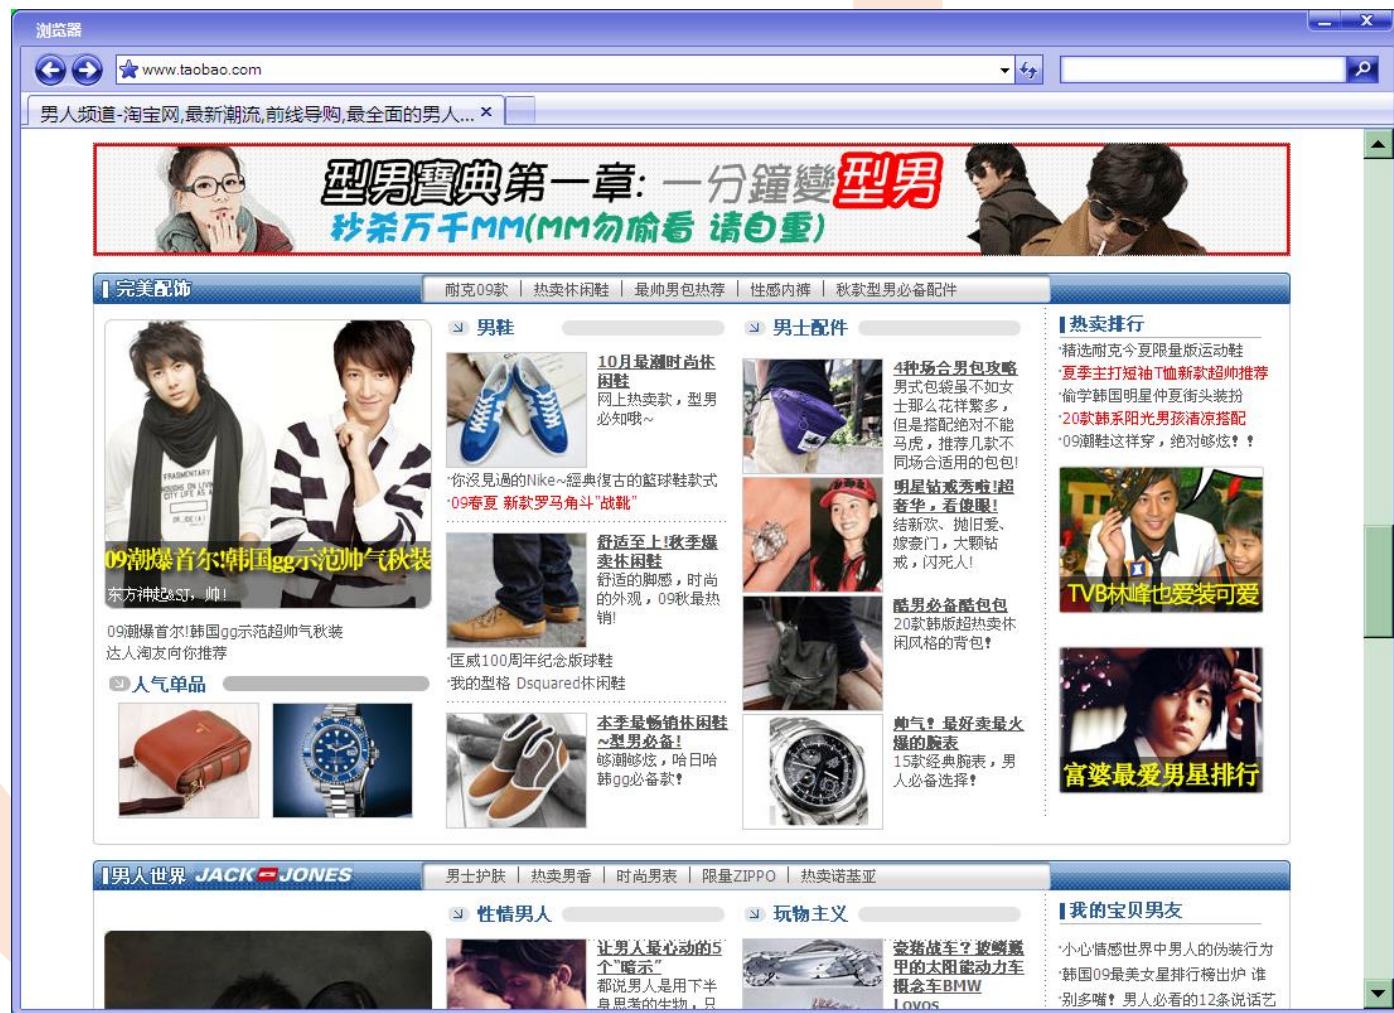 浏览器
www.taobao.com
男人频道-淘宝网,最新潮流,前线导购,最全面的男人...
型男寶典第一章: 一分鐘變型男
秒杀万千MM(MM勿偷看 请自重)
完美配饰
耐克09款 | 热卖休闲鞋 | 最帅男包热荐 | 性感内裤 | 秋款型男必备配件
09潮爆首尔!韩国gg示范帅气秋装
东方神起&SJ，帅!
09潮爆首尔!韩国gg示范超帅气秋装
达人淘友向你推荐
人气单品
男鞋
10月最潮时尚休
闲鞋
网上热卖款，型男
必知哦~
·你没見過的Nike~經典復古的籃球鞋款式
·09春夏 新款罗马角斗"战靴"
舒适至上!秋季爆
卖休闲鞋
舒适的脚感，时尚
的外观，09秋最热
销!
·匡威100周年纪念版球鞋
·我的型格 Dsquared休闲鞋
本季最畅销休闲鞋
~型男必备!
够潮够炫，哈日哈
韩gg必备款!
男士配件
4种场合男包攻略
男式包袋虽不如女
士那么花样繁多，
但是搭配绝对不能
马虎，推荐几款不
同场合适用的包包!
明星钻戒秀啦!超
奢华，看傻眼!
结新欢、抛旧爱、
嫁豪门，大颗钻
戒，闪死人!
酷男必备酷包包
20款韩版超热卖休
闲风格的背包!
帅气! 最好卖最火
爆的腕表
15款经典腕表，男
人必备选择!
热卖排行
·精选耐克今夏限量版运动鞋
·夏季主打短袖T恤新款超帅推荐
·偷学韩国明星仲夏街头装扮
·20款韩系阳光男孩清凉搭配
·09潮鞋这样穿，绝对够炫! !
TVB林峰也爱装可爱
富婆最爱男星排行
男人世界 JACK JONES
男士护肤 | 热卖男香 | 时尚男表 | 限量ZIPPO | 热卖诺基亚
性情男人
让男人最心动的5
个"暗示"
都说男人是用下半
身思考的生物，只
玩物主义
豪猪战车？披鳞戴
甲的太阳能动力车
概念车BMW
Lovos
我的宝贝男友
·小心情感世界中男人的伪装行为
·韩国09最美女星排行榜出炉 谁
·别多嘴! 男人必看的12条说话艺